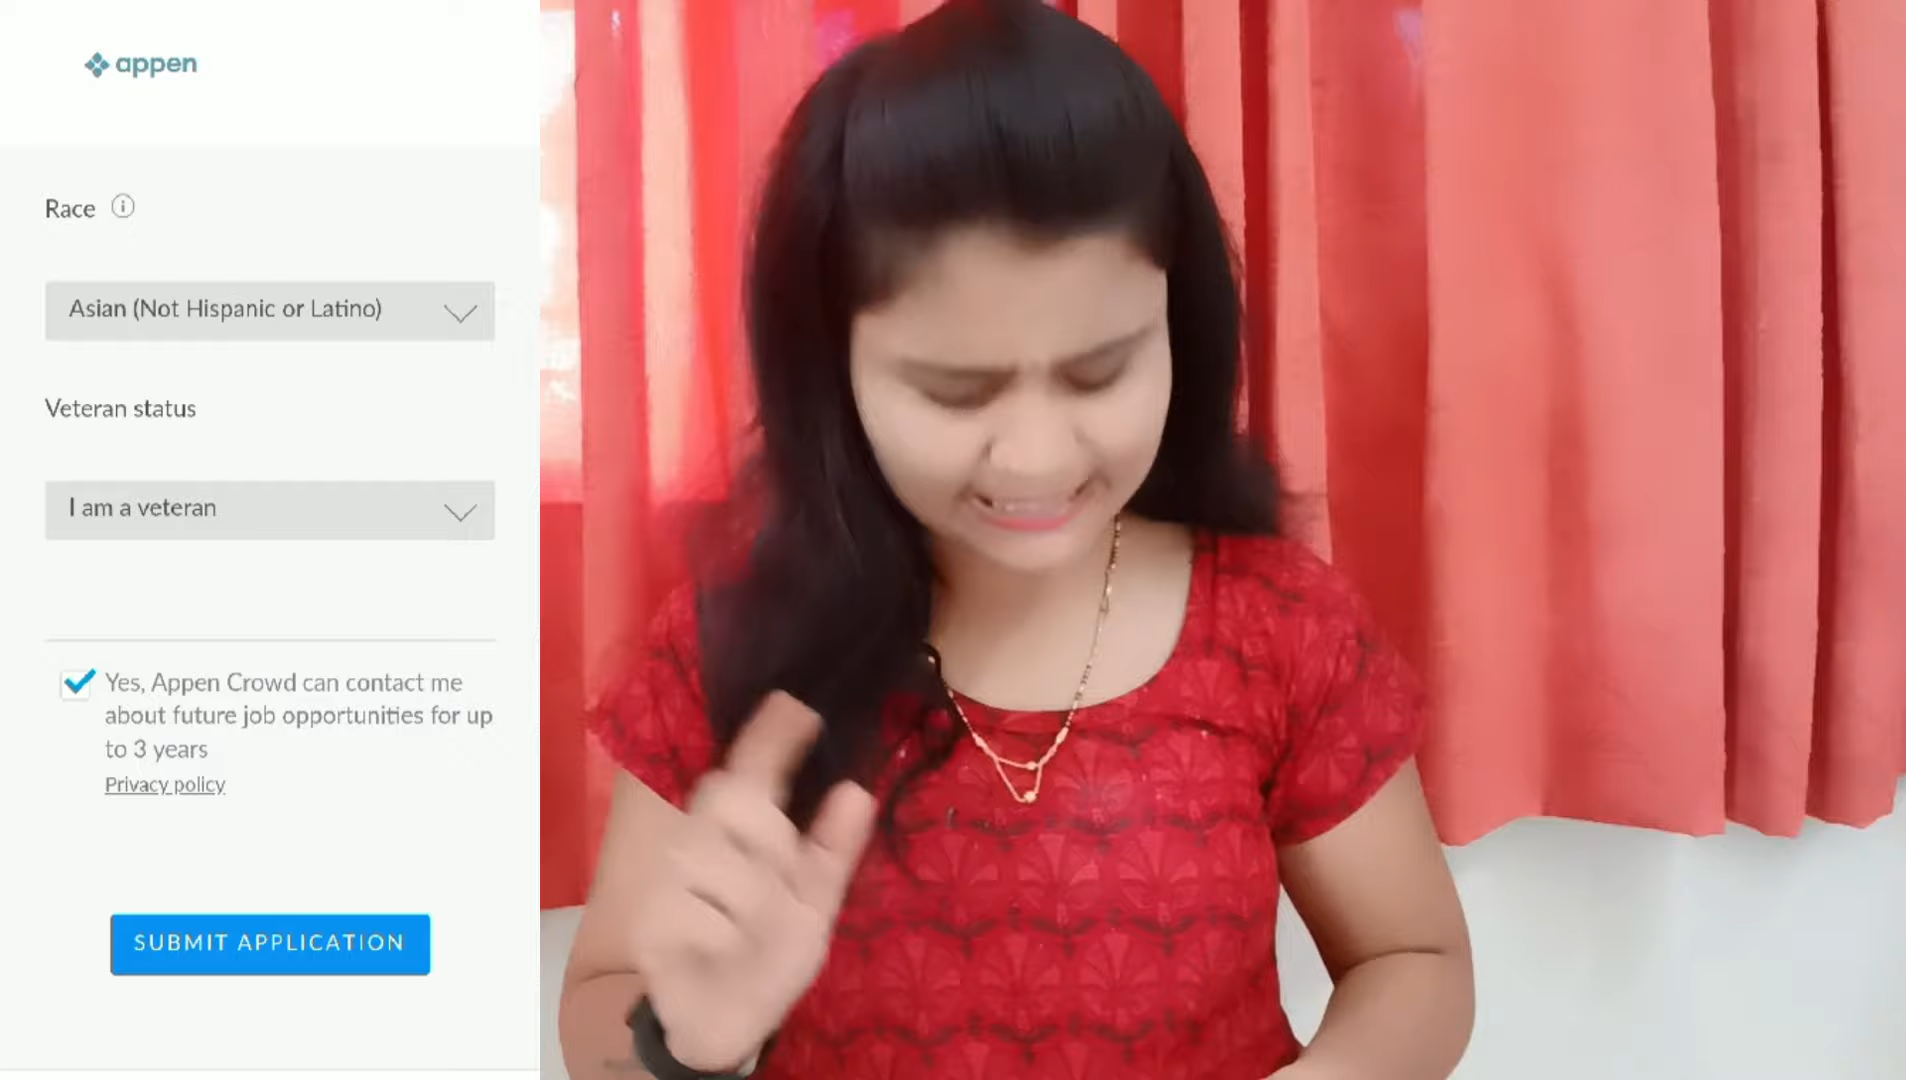 appen
Race
Asian (Not Hispanic or Latino)
Veteran status
I am a veteran
Yes, Appen Crowd can contact me
about future job opportunities for up
to 3 years
Privacy policy
SUBMIT APPLICATION